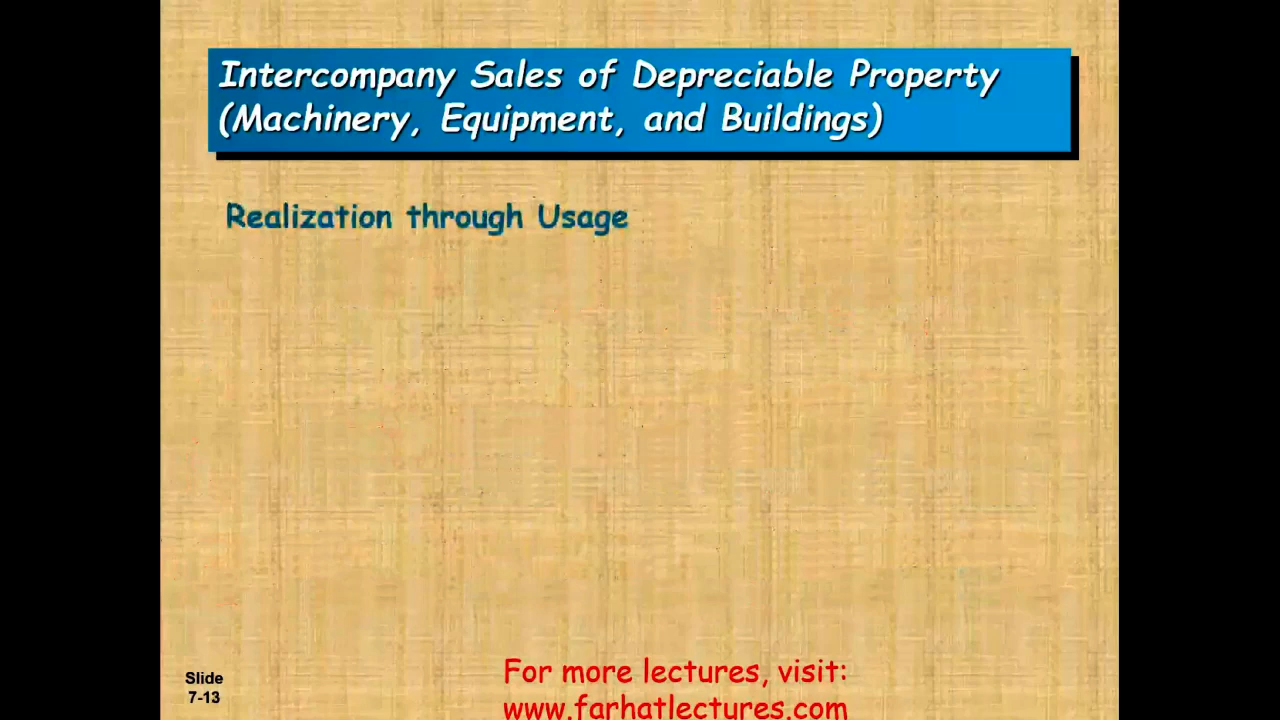 Intercompany Sales of Depreciable Property
(Machinery, Equipment, and Buildings)
Realization through Usage
Slide
7-13
For more lectures, visit:
www.farhatlectures.com